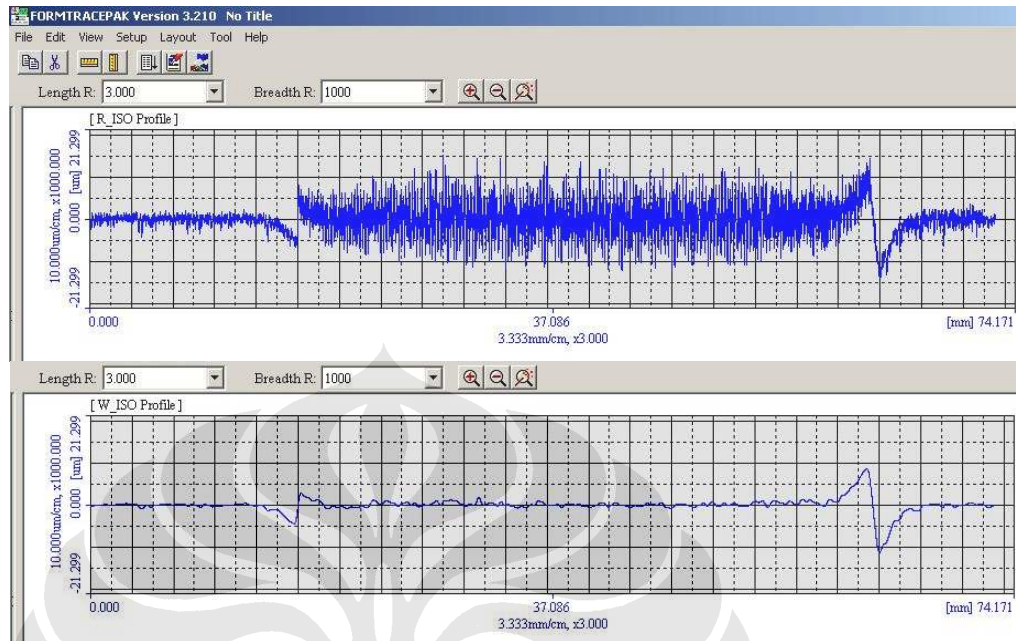 FORMTRACEPAK Version 3.210 No Title
File Edit View Setup Layout Tool Help
Length R: 3.000 Breadth R: 1000
[ R_ISO Profile ]
10.000um/cm, x1000.000
[um]
21.299
0.000
-21.299
0.000 37.086 [mm] 74.171
3.333mm/cm, x3.000
Length R: 3.000 Breadth R: 1000
[ W_ISO Profile ]
10.000um/cm, x1000.000
[um]
21.299
21.299
0.000
-21.299
0.000 37.086 [mm] 74.171
3.333mm/cm, x3.000